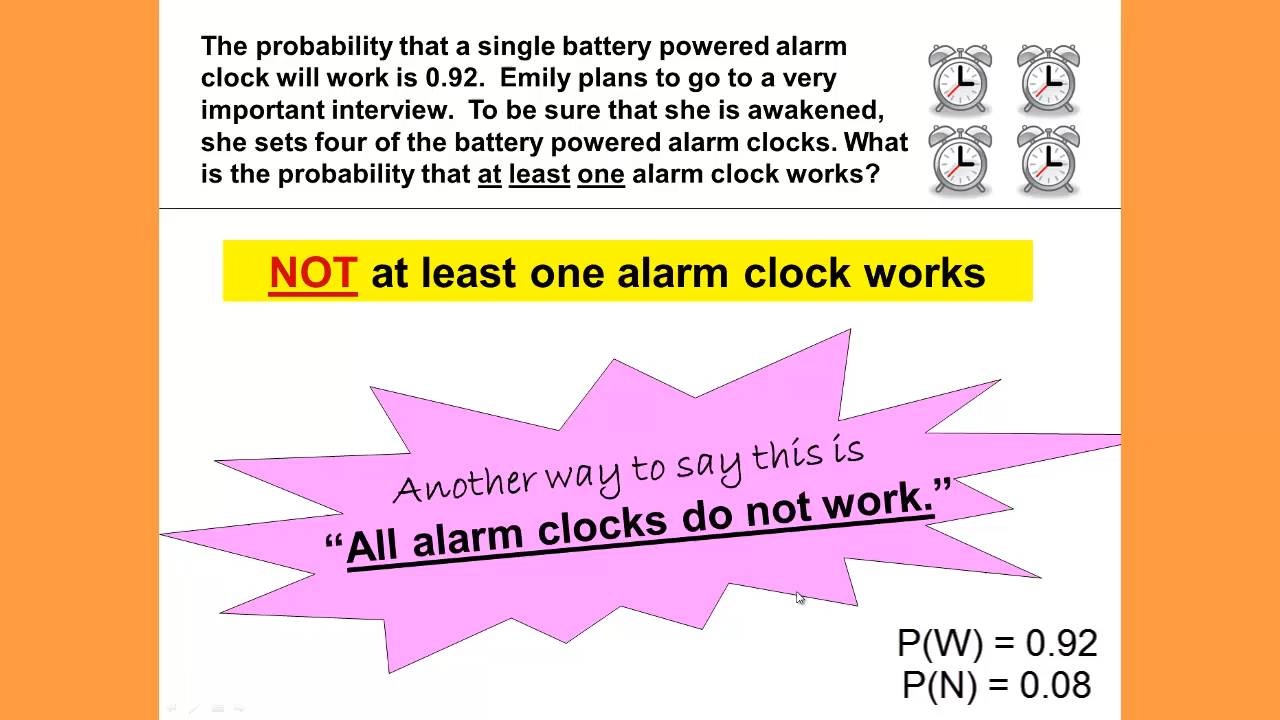 The probability that a single battery powered alarm
clock will work is 0.92.  Emily plans to go to a very
important interview.  To be sure that she is awakened,
she sets four of the battery powered alarm clocks. What
is the probability that at least one alarm clock works?
NOT at least one alarm clock works
Another way to say this is
“All alarm clocks do not work.”
P(W) = 0.92
P(N) = 0.08